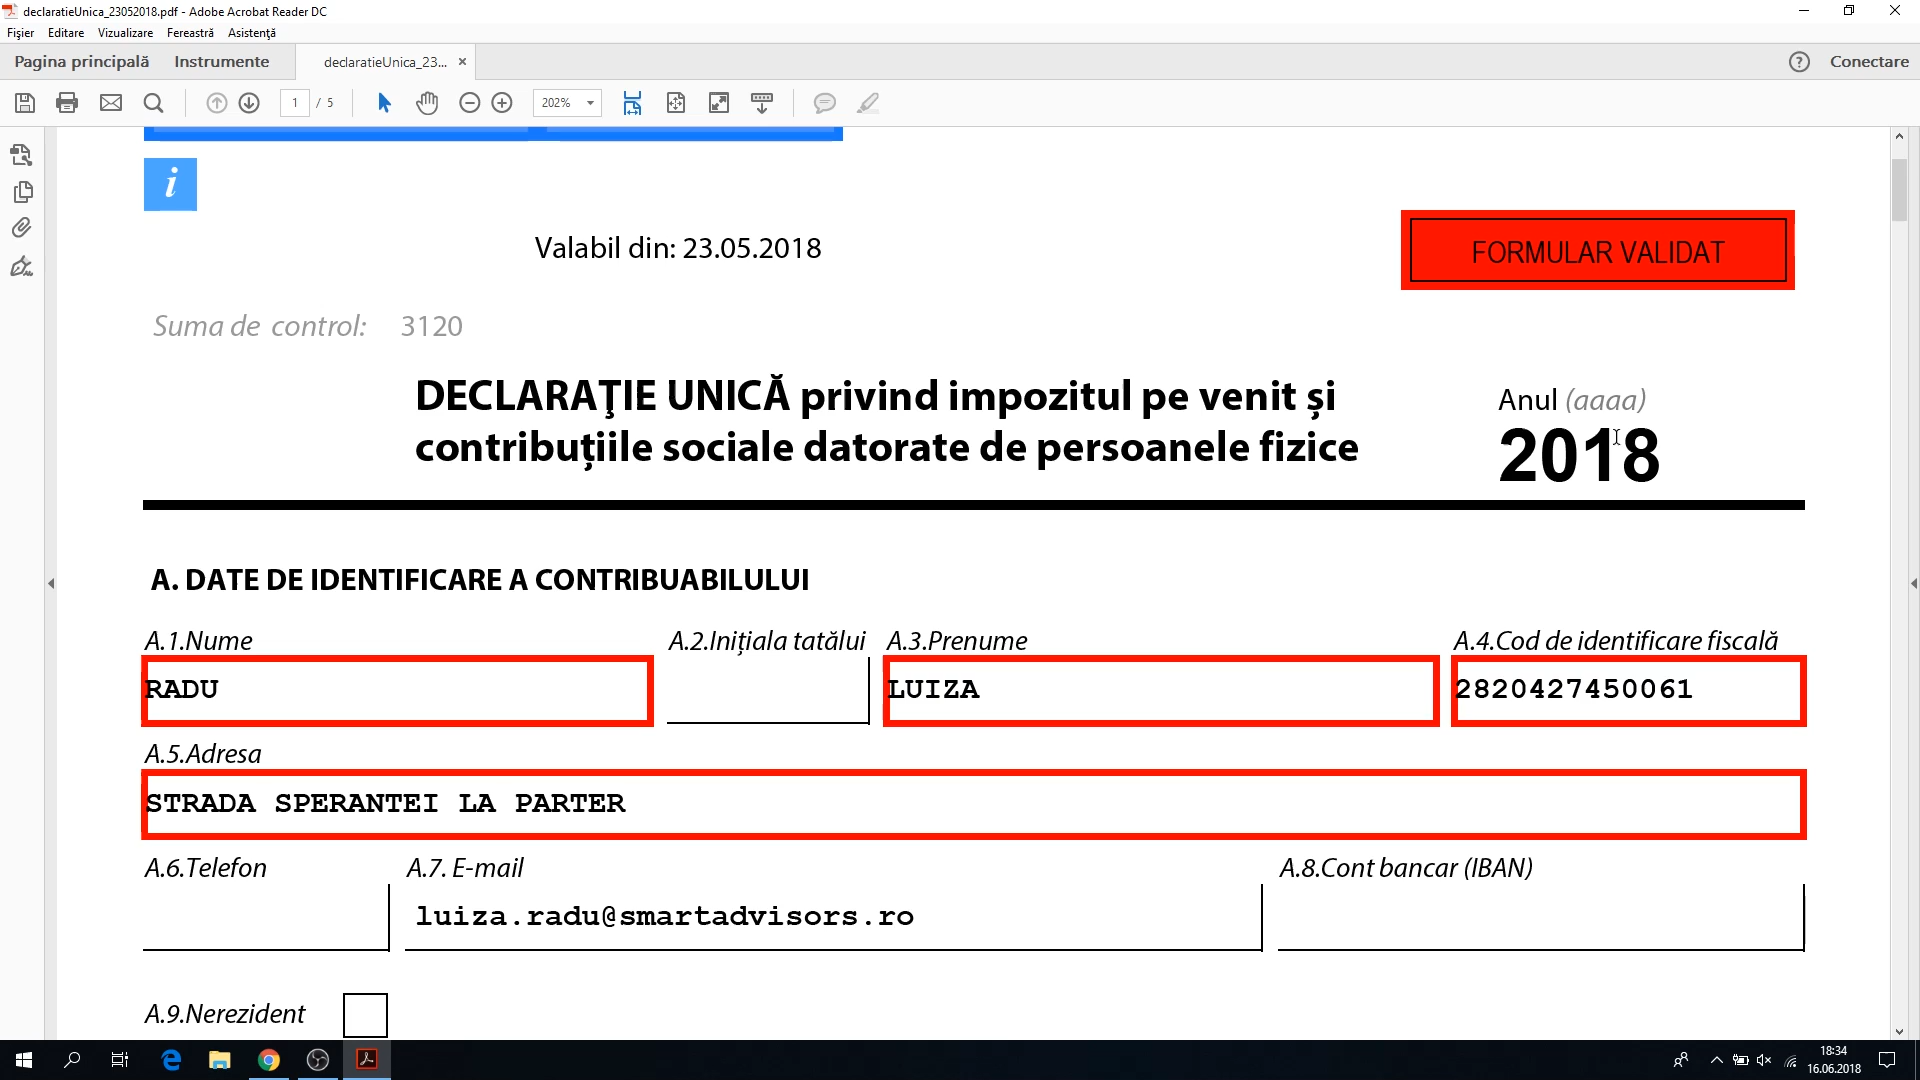 declaratieUnica_23052018.pdf - Adobe Acrobat Reader DC
Fişier Editare Vizualizare Fereastră Asistenţă
Pagina principală Instrumente declaratieUnica_23... × ? Conectare
1 / 5 202%
i
Valabil din: 23.05.2018
FORMULAR VALIDAT
Suma de control: 3120
DECLARAŢIE UNICĂ privind impozitul pe venit și
contribuțiile sociale datorate de persoanele fizice
Anul (aaaa)
2018
A. DATE DE IDENTIFICARE A CONTRIBUABILULUI
A.1.Nume A.2.Inițiala tatălui A.3.Prenume A.4.Cod de identificare fiscală
RADU LUIZA 2820427450061
A.5.Adresa
STRADA SPERANTEI LA PARTER
A.6.Telefon A.7. E-mail A.8.Cont bancar (IBAN)
luiza.radu@smartadvisors.ro
A.9.Nerezident
18:34
16.06.2018